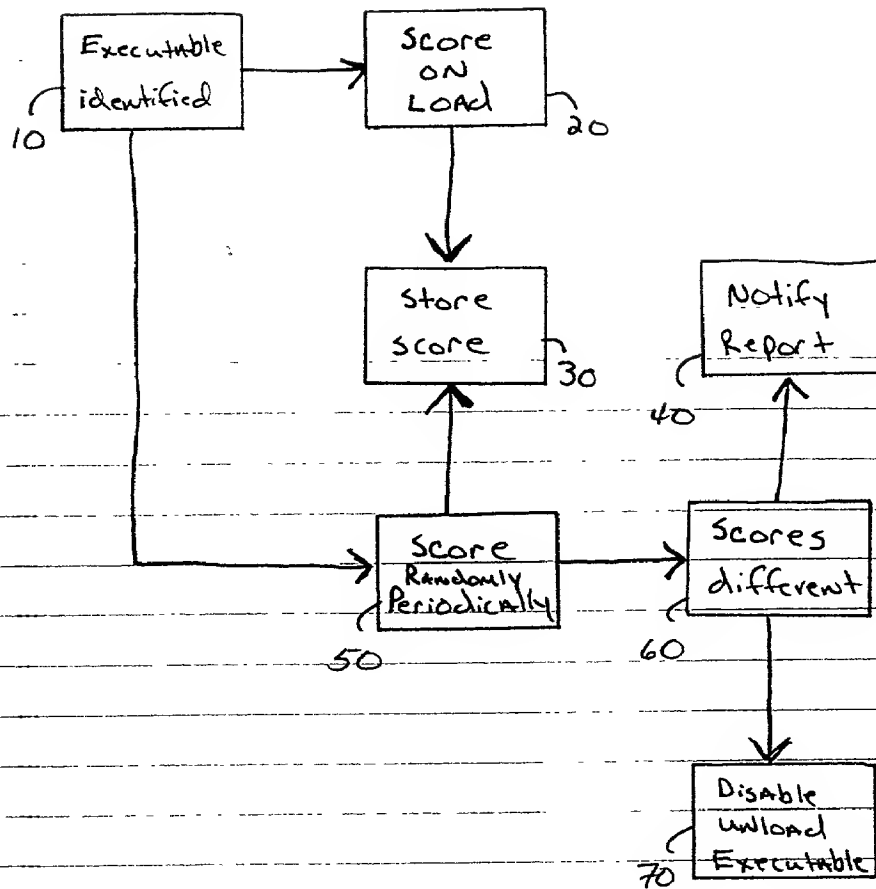 Executable
identified
10
Score
ON
LOAD
20
Store
score
30
Notify
Report
40
Score
Randomly
Periodically
50
Scores
different
60
Disable
unload
Executable
70